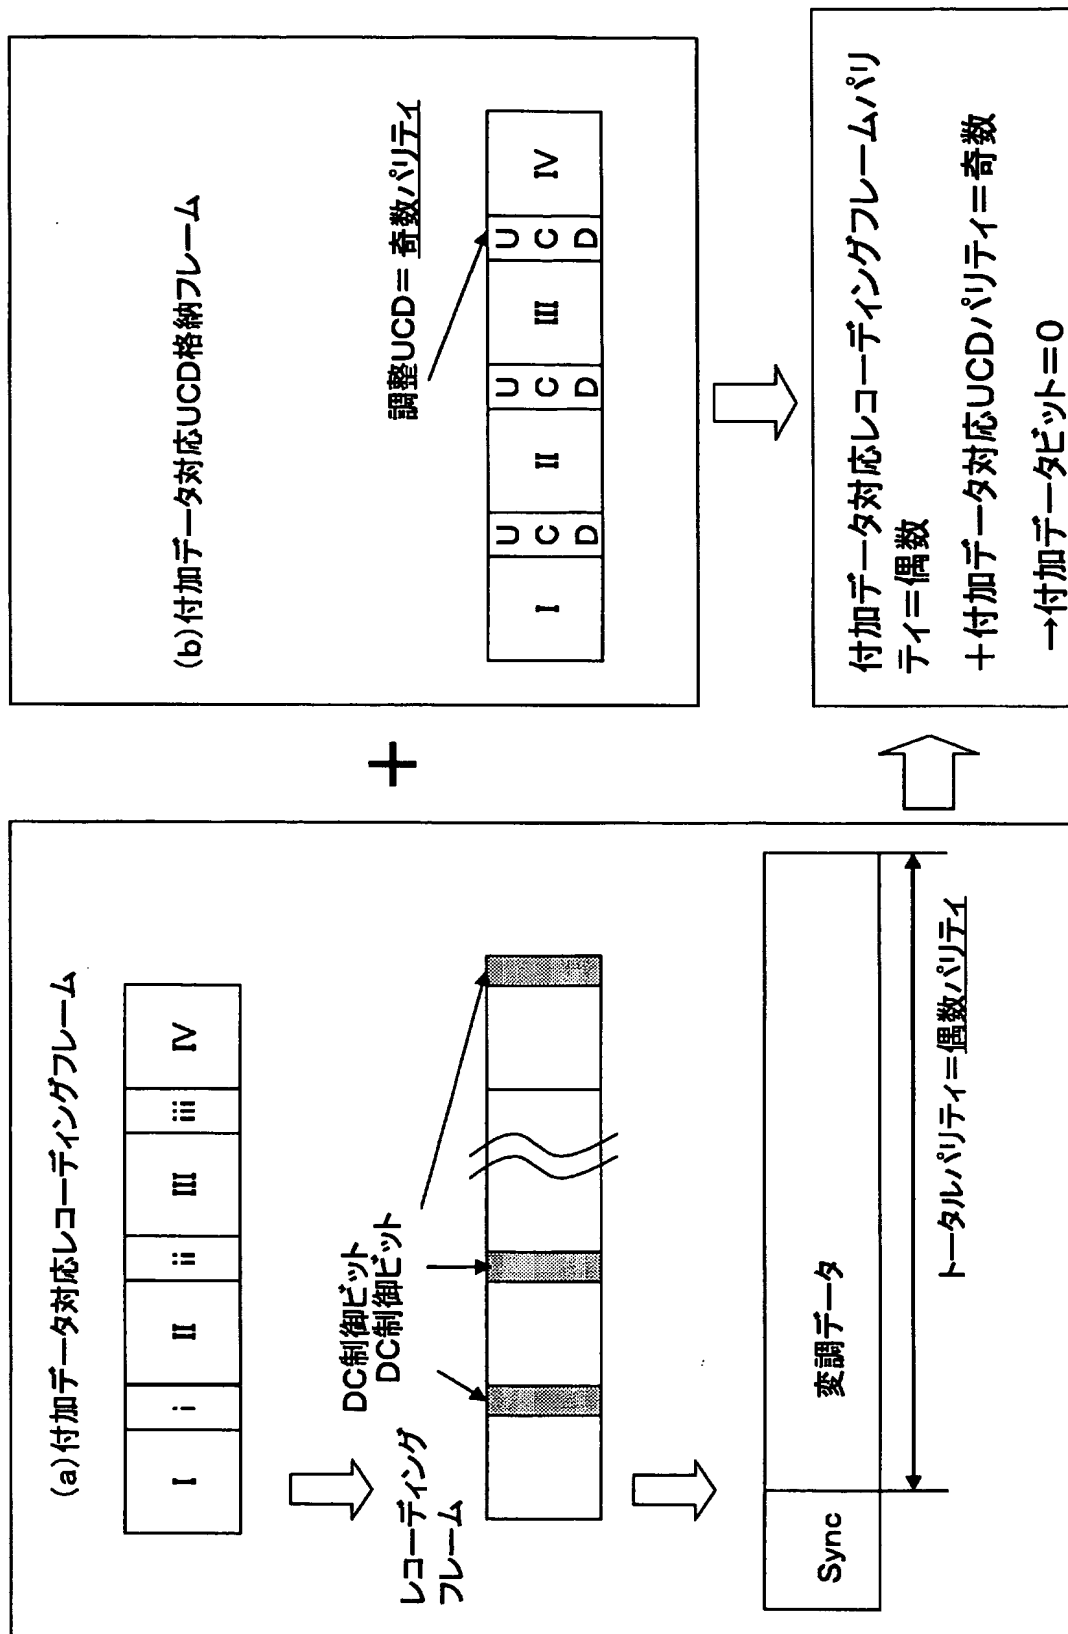 (a)付加データ対応レコーディングフレーム
I i II ii III iii IV
レコーディング
フレーム
DC制御ビット
DC制御ビット
Sync 変調データ
トータルパリティ=偶数パリティ
+
(b)付加データ対応UCD格納フレーム
調整UCD=奇数パリティ
I UCD II UCD III UCD IV
付加データ対応レコーディングフレームパリ
ティ=偶数
+付加データ対応UCDパリティ=奇数
→付加データビット=0